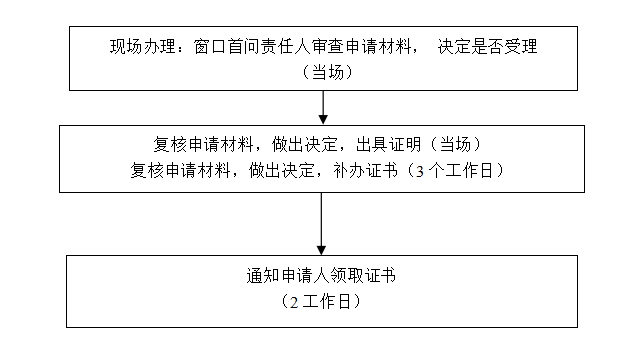 现场办理：窗口首问责任人审查申请材料， 决定是否受理
（当场）
复核申请材料，做出决定，出具证明（当场）
复核申请材料，做出决定，补办证书（3 个工作日）
通知申请人领取证书
（2 工作日）